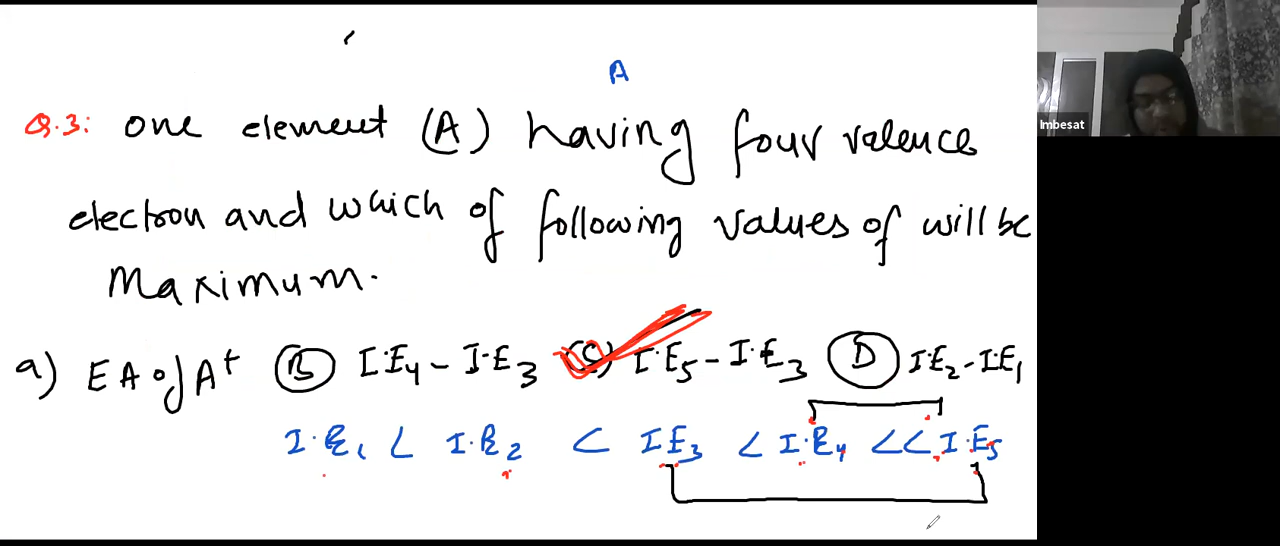 A
Q.3: one element (A) having four valence
Imbesat
electron and which of following values of will be
Maximum.
a) EA of A+ (B) I.E4 - I.E3 (C) I.E5 - I.E3 (D) IE2 - I.E1
I.E1 < I.E2 < I.E3 < I.E4 << I.E5